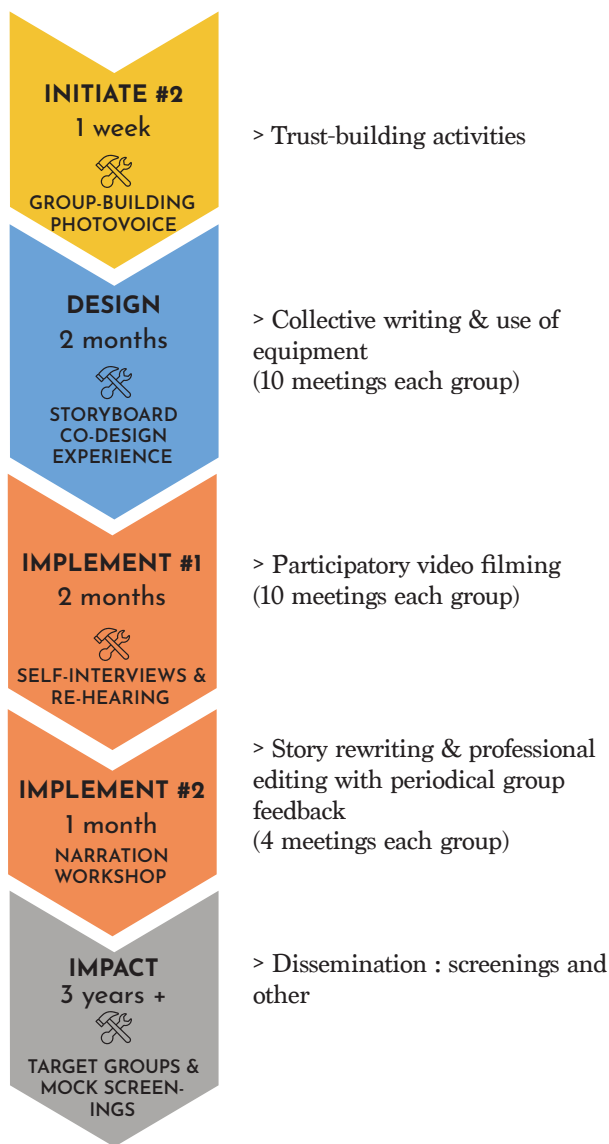 INITIATE #2
1 week
GROUP-BUILDING
PHOTOVOICE
> Trust-building activities
DESIGN
2 months
STORYBOARD
CO-DESIGN
EXPERIENCE
> Collective writing & use of
equipment
(10 meetings each group)
IMPLEMENT #1
2 months
SELF-INTERVIEWS &
RE-HEARING
> Participatory video filming
(10 meetings each group)
IMPLEMENT #2
1 month
NARRATION
WORKSHOP
> Story rewriting & professional
editing with periodical group
feedback
(4 meetings each group)
IMPACT
3 years +
TARGET GROUPS &
MOCK SCREEN-
INGS
> Dissemination : screenings and
other